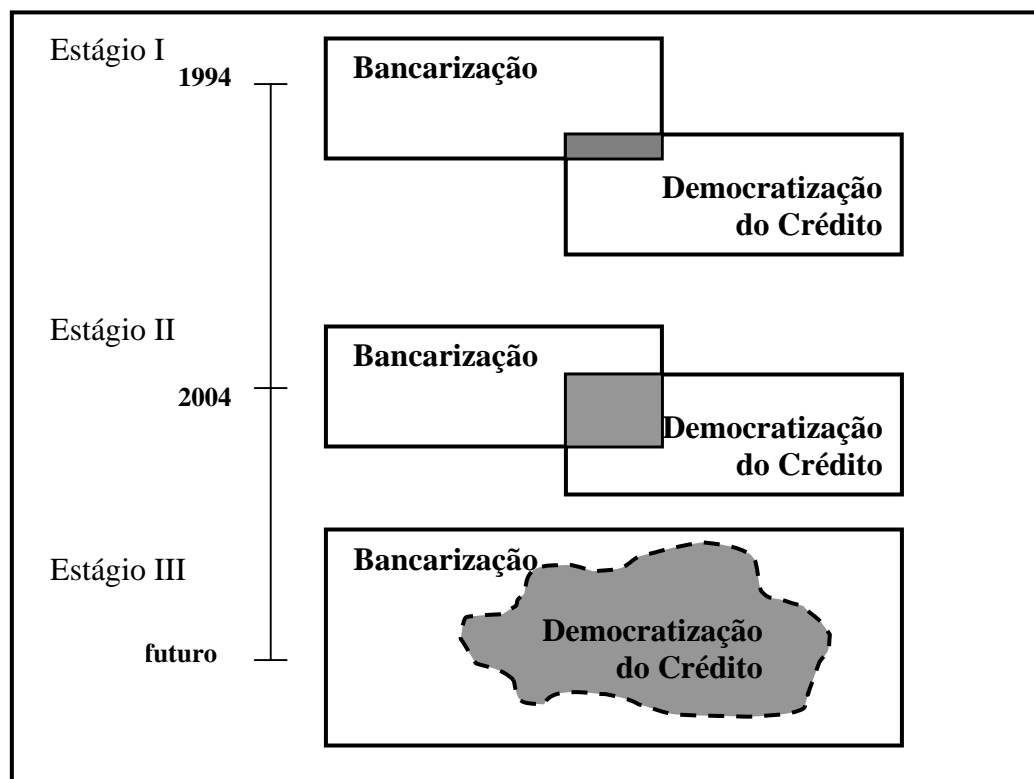 Estágio I
1994
Bancarização
Democratização
do Crédito
Estágio II
2004
Bancarização
Democratização
do Crédito
Estágio III
futuro
Bancarização
Democratização
do Crédito